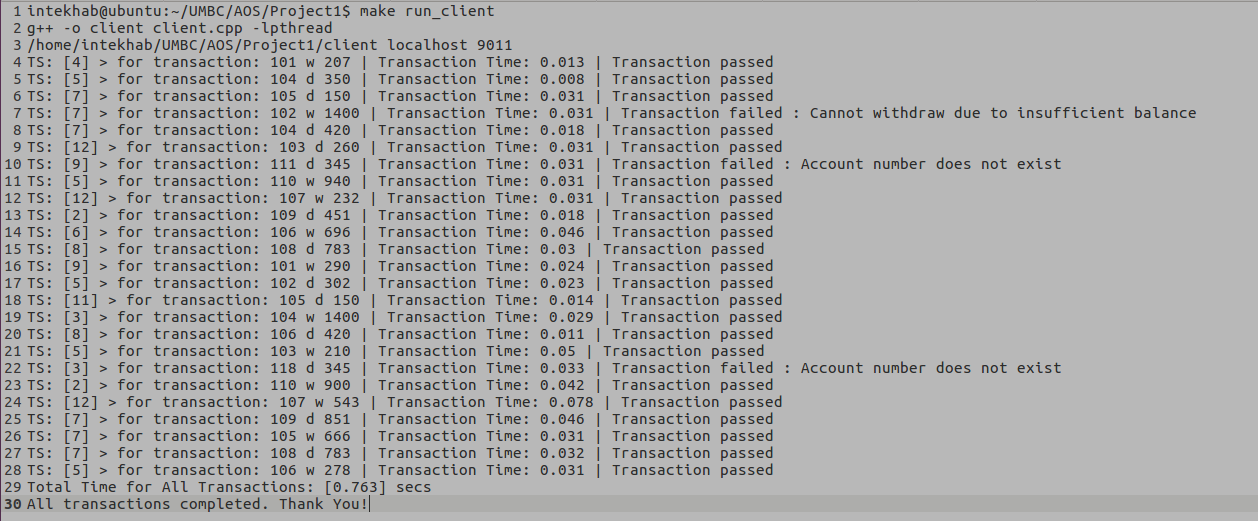 1 intekhab@ubuntu:~/UMBC/AOS/Project1$ make run_client
2 g++ -o client client.cpp -lpthread
3 /home/intekhab/UMBC/AOS/Project1/client localhost 9011
4 TS: [4] > for transaction: 101 w 207 | Transaction Time: 0.013 | Transaction passed
5 TS: [5] > for transaction: 104 d 350 | Transaction Time: 0.008 | Transaction passed
6 TS: [7] > for transaction: 105 d 150 | Transaction Time: 0.031 | Transaction passed
7 TS: [7] > for transaction: 102 w 1400 | Transaction Time: 0.031 | Transaction failed : Cannot withdraw due to insufficient balance
8 TS: [7] > for transaction: 104 d 420 | Transaction Time: 0.018 | Transaction passed
9 TS: [12] > for transaction: 103 d 260 | Transaction Time: 0.031 | Transaction passed
10 TS: [9] > for transaction: 111 d 345 | Transaction Time: 0.031 | Transaction failed : Account number does not exist
11 TS: [5] > for transaction: 110 w 940 | Transaction Time: 0.031 | Transaction passed
12 TS: [12] > for transaction: 107 w 232 | Transaction Time: 0.031 | Transaction passed
13 TS: [2] > for transaction: 109 d 451 | Transaction Time: 0.018 | Transaction passed
14 TS: [6] > for transaction: 106 w 696 | Transaction Time: 0.046 | Transaction passed
15 TS: [8] > for transaction: 108 d 783 | Transaction Time: 0.03 | Transaction passed
16 TS: [9] > for transaction: 101 w 290 | Transaction Time: 0.024 | Transaction passed
17 TS: [5] > for transaction: 102 d 302 | Transaction Time: 0.023 | Transaction passed
18 TS: [11] > for transaction: 105 d 150 | Transaction Time: 0.014 | Transaction passed
19 TS: [3] > for transaction: 104 w 1400 | Transaction Time: 0.029 | Transaction passed
20 TS: [8] > for transaction: 106 d 420 | Transaction Time: 0.011 | Transaction passed
21 TS: [5] > for transaction: 103 w 210 | Transaction Time: 0.05 | Transaction passed
22 TS: [3] > for transaction: 118 d 345 | Transaction Time: 0.033 | Transaction failed : Account number does not exist
23 TS: [2] > for transaction: 110 w 900 | Transaction Time: 0.042 | Transaction passed
24 TS: [12] > for transaction: 107 w 543 | Transaction Time: 0.078 | Transaction passed
25 TS: [7] > for transaction: 109 d 851 | Transaction Time: 0.046 | Transaction passed
26 TS: [7] > for transaction: 105 w 666 | Transaction Time: 0.031 | Transaction passed
27 TS: [7] > for transaction: 108 d 783 | Transaction Time: 0.032 | Transaction passed
28 TS: [5] > for transaction: 106 w 278 | Transaction Time: 0.031 | Transaction passed
29 Total Time for All Transactions: [0.763] secs
30 All transactions completed. Thank You!